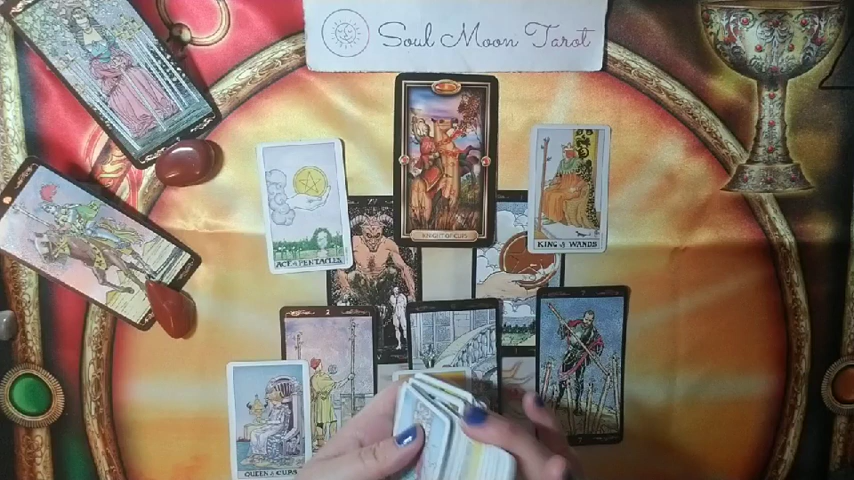 Soul Moon Tarot
KNIGHT OF CUPS
ACE of PENTACLES
KING of WANDS
QUEEN of CUPS